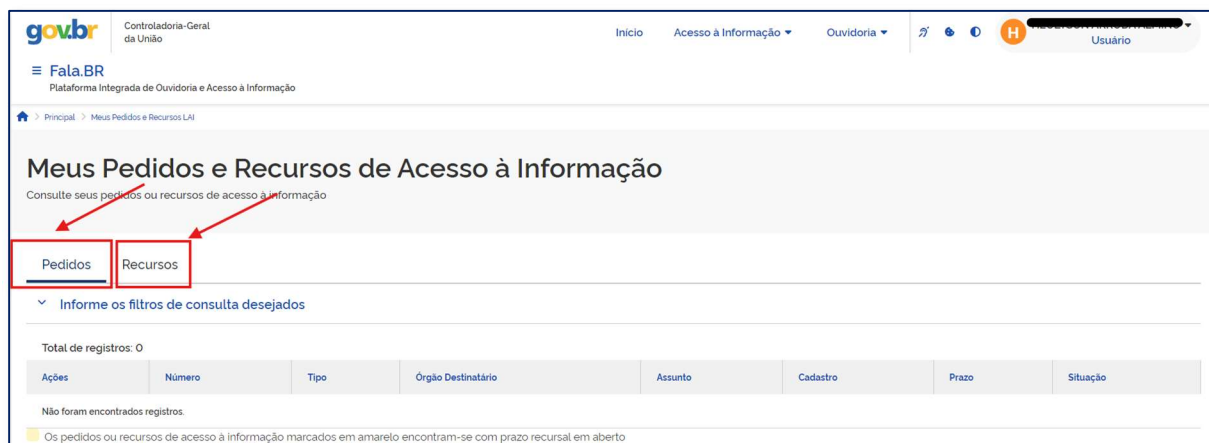 gov.br
Controladoria-Geral
da União
Início Acesso à Informação Ouvidoria
H
Usuário
Fala.BR
Plataforma Integrada de Ouvidoria e Acesso à Informação
> Principal > Meus Pedidos e Recursos LAI
Meus Pedidos e Recursos de Acesso à Informação
Consulte seus pedidos ou recursos de acesso à informação
Pedidos Recursos
Informe os filtros de consulta desejados
Total de registros: 0
Ações Número Tipo Órgão Destinatário Assunto Cadastro Prazo Situação
Não foram encontrados registros.
Os pedidos ou recursos de acesso à informação marcados em amarelo encontram-se com prazo recursal em aberto